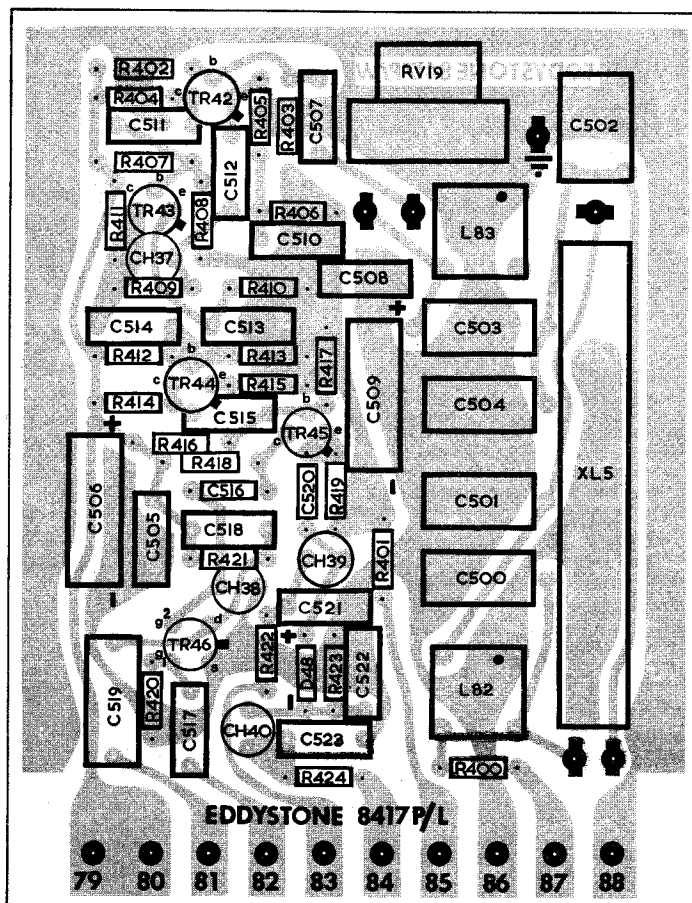 R402
b
R404
c
TR42
e
C511
R405
R403
C507
RV19
C502
R407
C512
b
c
e
R411
TR43
R408
R406
CH37
C510
L83
R409
R410
C508
+
C514
C513
C503
R412
b
R413
R417
c
TR44
e
R415
C509
C504
R414
C515
b
+
R416
c
TR45
e
R418
XL5
C506
C505
C516
C520
R419
-
C501
C518
R421
CH39
R401
CH38
C500
-
C521
g2
d
TR46
R422
+
g1
s
D48
R423
C522
L82
C519
R420
C517
-
CH40
C523
R424
R400
EDDYSTONE 8417P/L
79 80 81 82 83 84 85 86 87 88